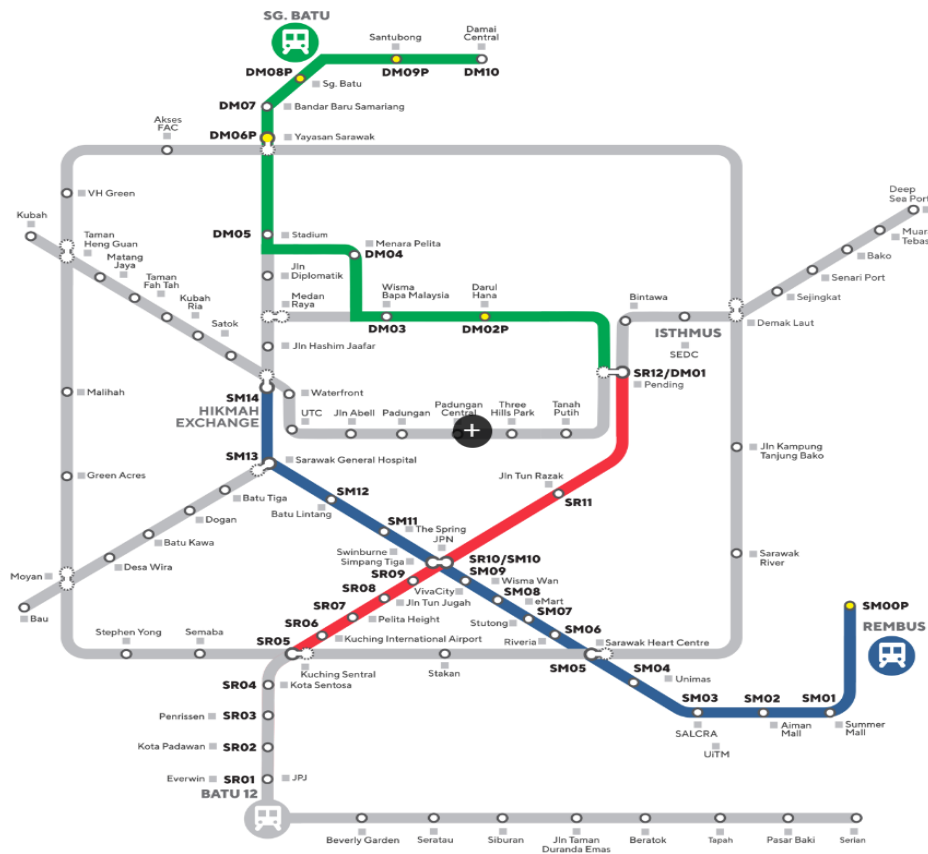 SG. BATU
Santubong
Damai
Central
DM08P
DM09P
DM10
Sg. Batu
DM07
Bandar Baru Samariang
Akses
FAC
DM06P
Yayasan Sarawak
VH Green
Deep
Sea Port
Kubah
Taman
Heng Guan
DM05
Stadium
Menara Pelita
DM04
Muara
Tebas
Matang
Jaya
Bako
Taman
Fah Tah
Jln
Diplomatik
Senari Port
Kubah
Ria
Medan
Raya
Wisma
Bapa Malaysia
Darul
Hana
Bintawa
Sejingkat
Satok
DM03
DM02P
ISTHMUS
SEDC
Demak Laut
Jln Hashim Jaafar
SR12/DM01
Pending
SM14
HIKMAH
EXCHANGE
Waterfront
Malihah
UTC
Jln Abell
Padungan
Padungan
Central
Three
Hills Park
Tanah
Putih
+
SM13
Sarawak General Hospital
Jln Kampung
Tanjung Bako
Green Acres
Batu Tiga
SM12
Batu Lintang
Jln Tun Razak
SR11
Dogan
SM11
The Spring
JPN
Batu Kawa
Swinburne
Simpang Tiga
SR10/SM10
Sarawak
River
Desa Wira
SM09
Wisma Wan
Moyan
SR09
VivaCity
SM08
eMart
SR08
Jln Tun Jugah
SM07
Stutong
SM00P
REMBUS
Bau
SR07
Pelita Height
Riveria
SM06
Stephen Yong
Semaba
SR06
Kuching International Airport
Sarawak Heart Centre
SR05
Kuching Sentral
Stakan
SM05
SM04
Unimas
SR04
Kota Sentosa
SM03
SM02
SM01
Penrissen
SR03
SALCRA
UiTM
Aiman
Mall
Summer
Mall
Kota Padawan
SR02
Everwin
SR01
JPJ
BATU 12
Beverly Garden
Seratau
Siburan
Jln Taman
Duranda Emas
Beratok
Tapah
Pasar Baki
Serian